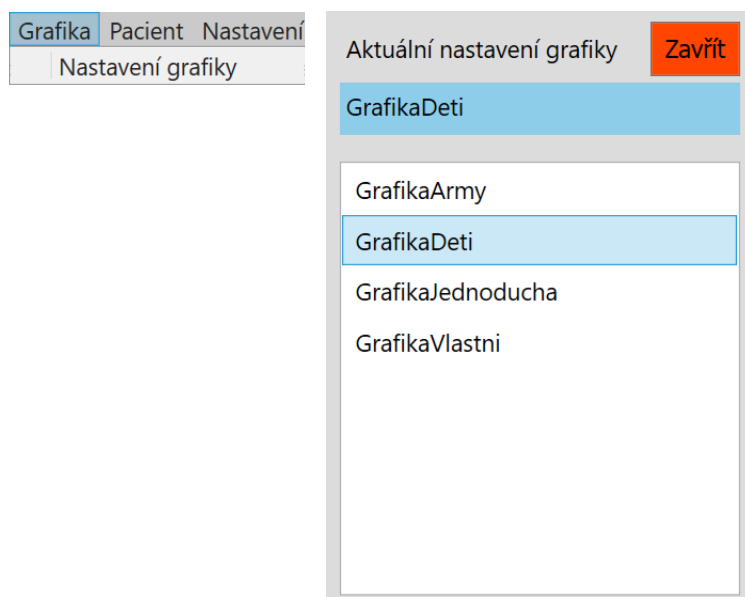 Grafika Pacient Nastavení
Nastavení grafiky
Aktuální nastavení grafiky Zavřít
GrafikaDeti
GrafikaArmy
GrafikaDeti
GrafikaJednoducha
GrafikaVlastni